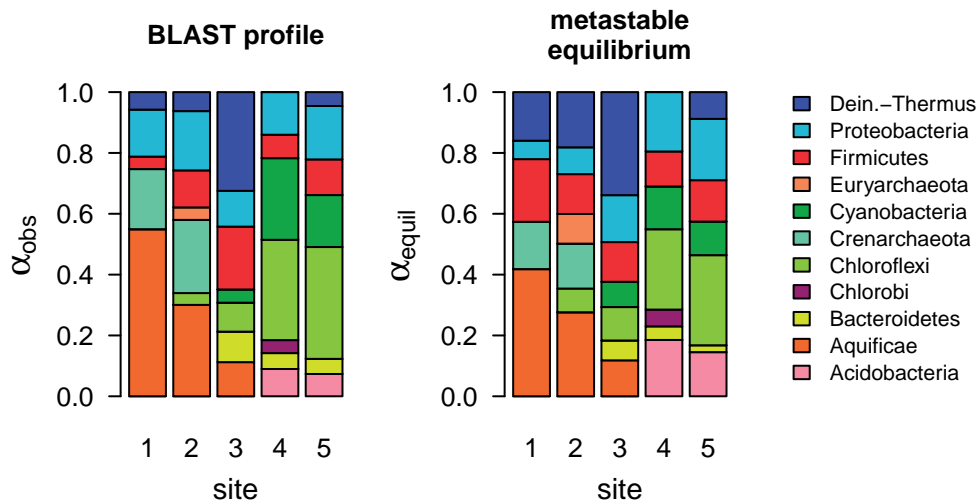 BLAST profile
αobs
1.0
0.8
0.6
0.4
0.2
0.0
1 2 3 4 5
site
metastable
equilibrium
αequil
1.0
0.8
0.6
0.4
0.2
0.0
1 2 3 4 5
site
Dein.−Thermus
Proteobacteria
Firmicutes
Euryarchaeota
Cyanobacteria
Crenarchaeota
Chloroflexi
Chlorobi
Bacteroidetes
Aquificae
Acidobacteria